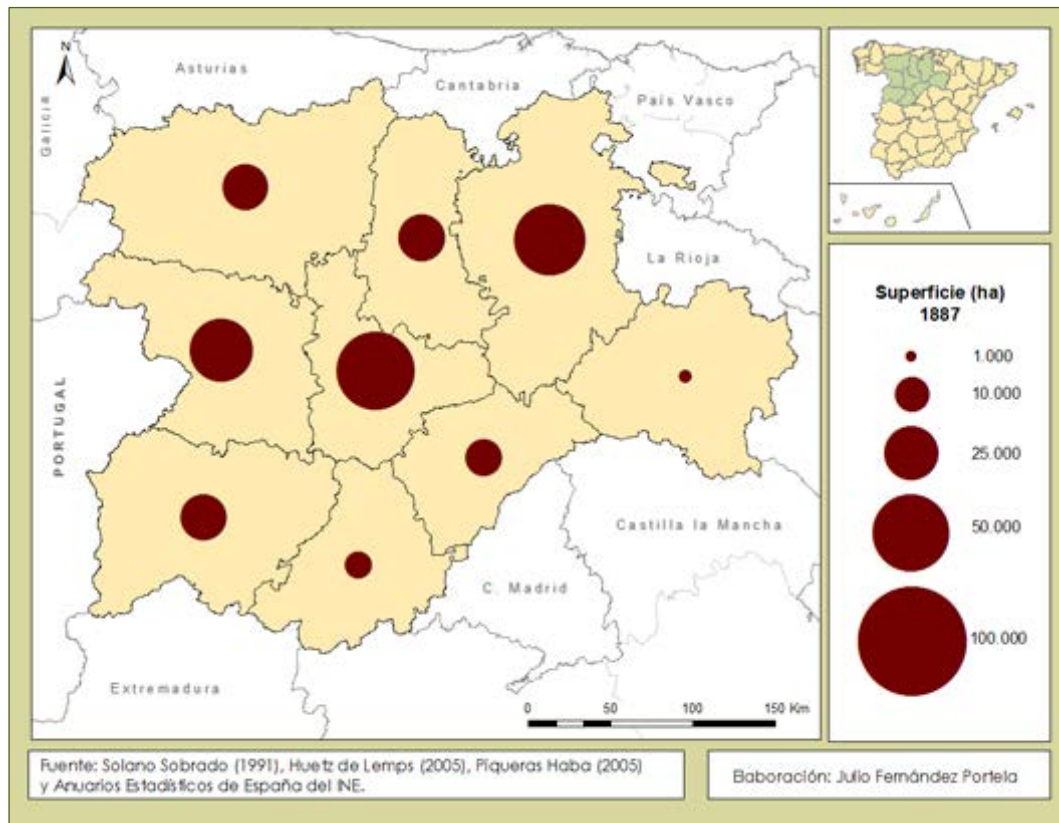 N
Asturias
Cantabria
País Vasco
Galicia
La Rioja
PORTUGAL
Castilla la Mancha
C. Madrid
Extremadura
0 50 100 150 Km
Superficie (ha)
1887
1.000
10.000
25.000
50.000
100.000
Fuente: Solano Sobrado (1991), Huetz de Lemps (2005), Piqueras Haba (2005)
y Anuarios Estadísticos de España del INE.
Elaboración: Julio Fernández Portela